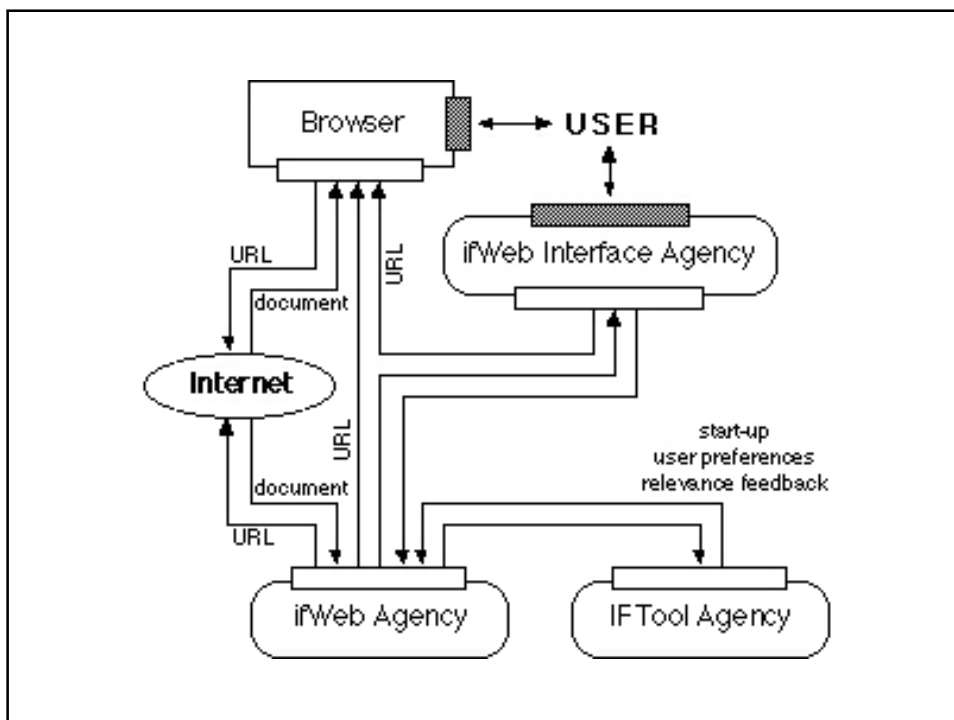 Browser
USER
ifWeb Interface Agency
URL
URL
document
Internet
URL
start-up
user preferences
relevance feedback
document
URL
ifWeb Agency
IFTool Agency